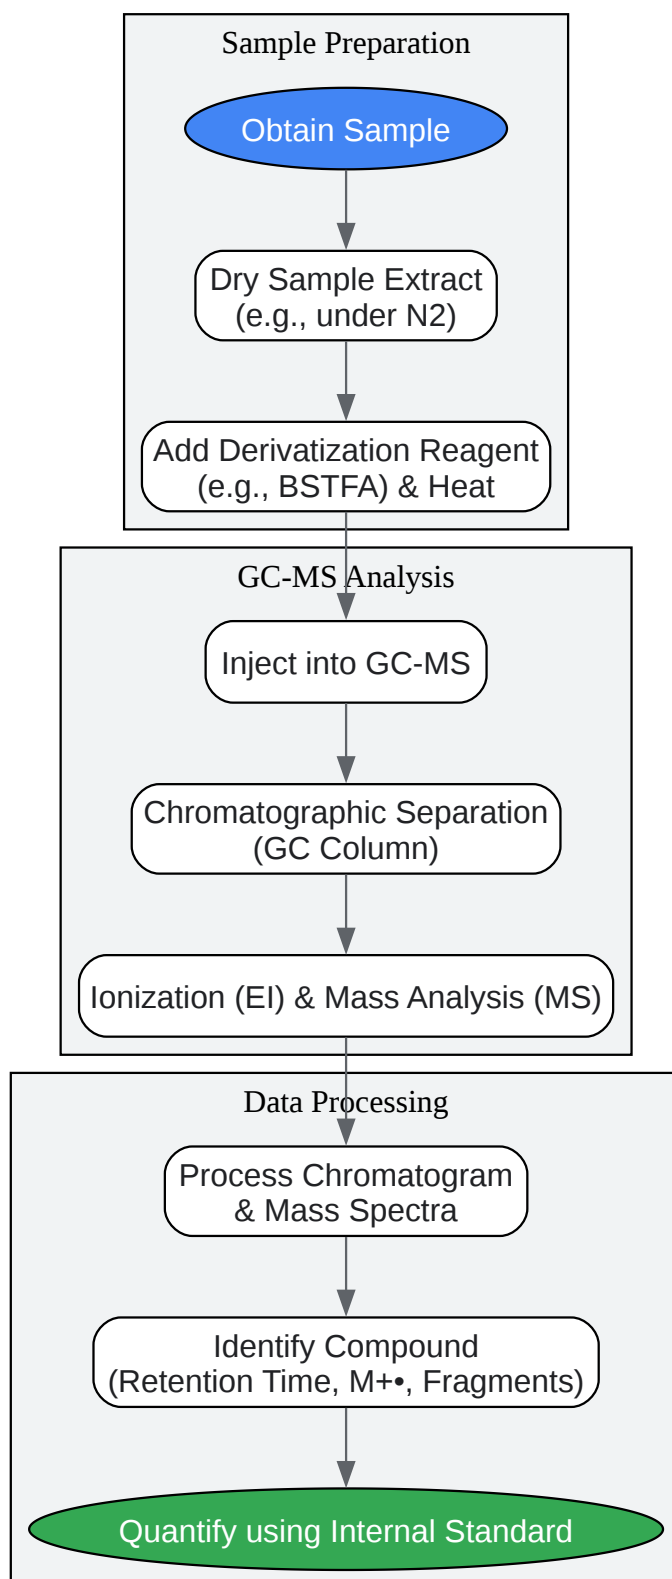 Sample Preparation
Obtain Sample
Dry Sample Extract
(e.g., under N2)
Add Derivatization Reagent
(e.g., BSTFA) & Heat
GC-MS Analysis
Inject into GC-MS
Chromatographic Separation
(GC Column)
Ionization (EI) & Mass Analysis (MS)
Data Processing
Process Chromatogram
& Mass Spectra
Identify Compound
(Retention Time, M+•, Fragments)
Quantify using Internal Standard